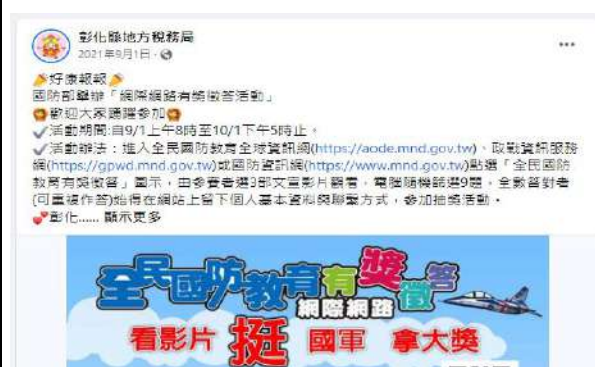 彰化縣地方稅務局
2021年9月1日
好康報報
國防部舉辦「網際網路有獎徵答活動」
歡迎大家踴躍參加
✓活動期間:自9/1上午8時至10/1下午5時止。
✓活動辦法：進入全民國防教育全球資訊網(https://aode.mnd.gov.tw)、政戰資訊服務
網(https://gpwd.mnd.gov.tw)或國防資訊網(https://www.mnd.gov.tw)點選「全民國防
教育有獎徵答」圖示，由參賽者選3部文宣影片觀看，電腦隨機篩選9題，全數答對者
(可重複作答)始得在網站上留下個人基本資料與聯繫方式，參加抽獎活動。
彰化...... 顯示更多
全民國防教育有獎徵答
網際網路
看影片 挺 國軍 拿大獎